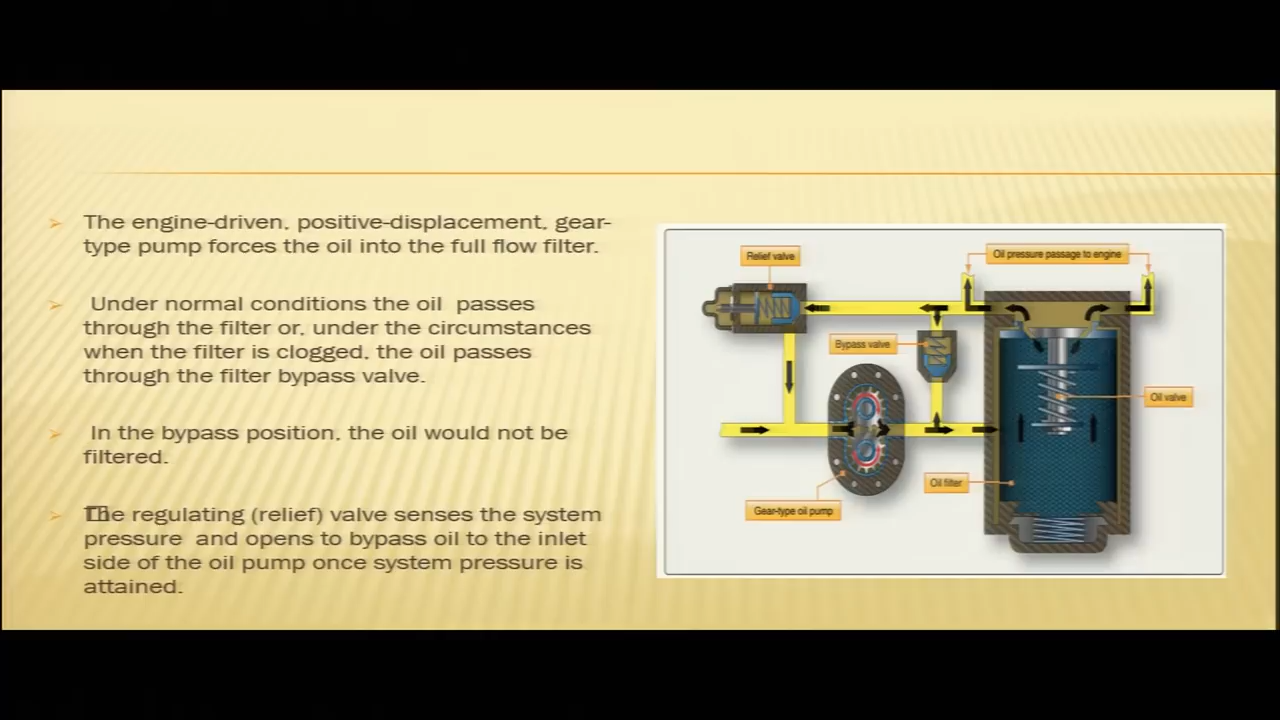 The engine-driven, positive-displacement, gear-
type pump forces the oil into the full flow filter.
Under normal conditions the oil passes
through the filter or, under the circumstances
when the filter is clogged, the oil passes
through the filter bypass valve.
In the bypass position, the oil would not be
filtered.
The regulating (relief) valve senses the system
pressure and opens to bypass oil to the inlet
side of the oil pump once system pressure is
attained.
Relief valve
Oil pressure passage to engine
Bypass valve
Oil valve
Oil filter
Gear-type oil pump